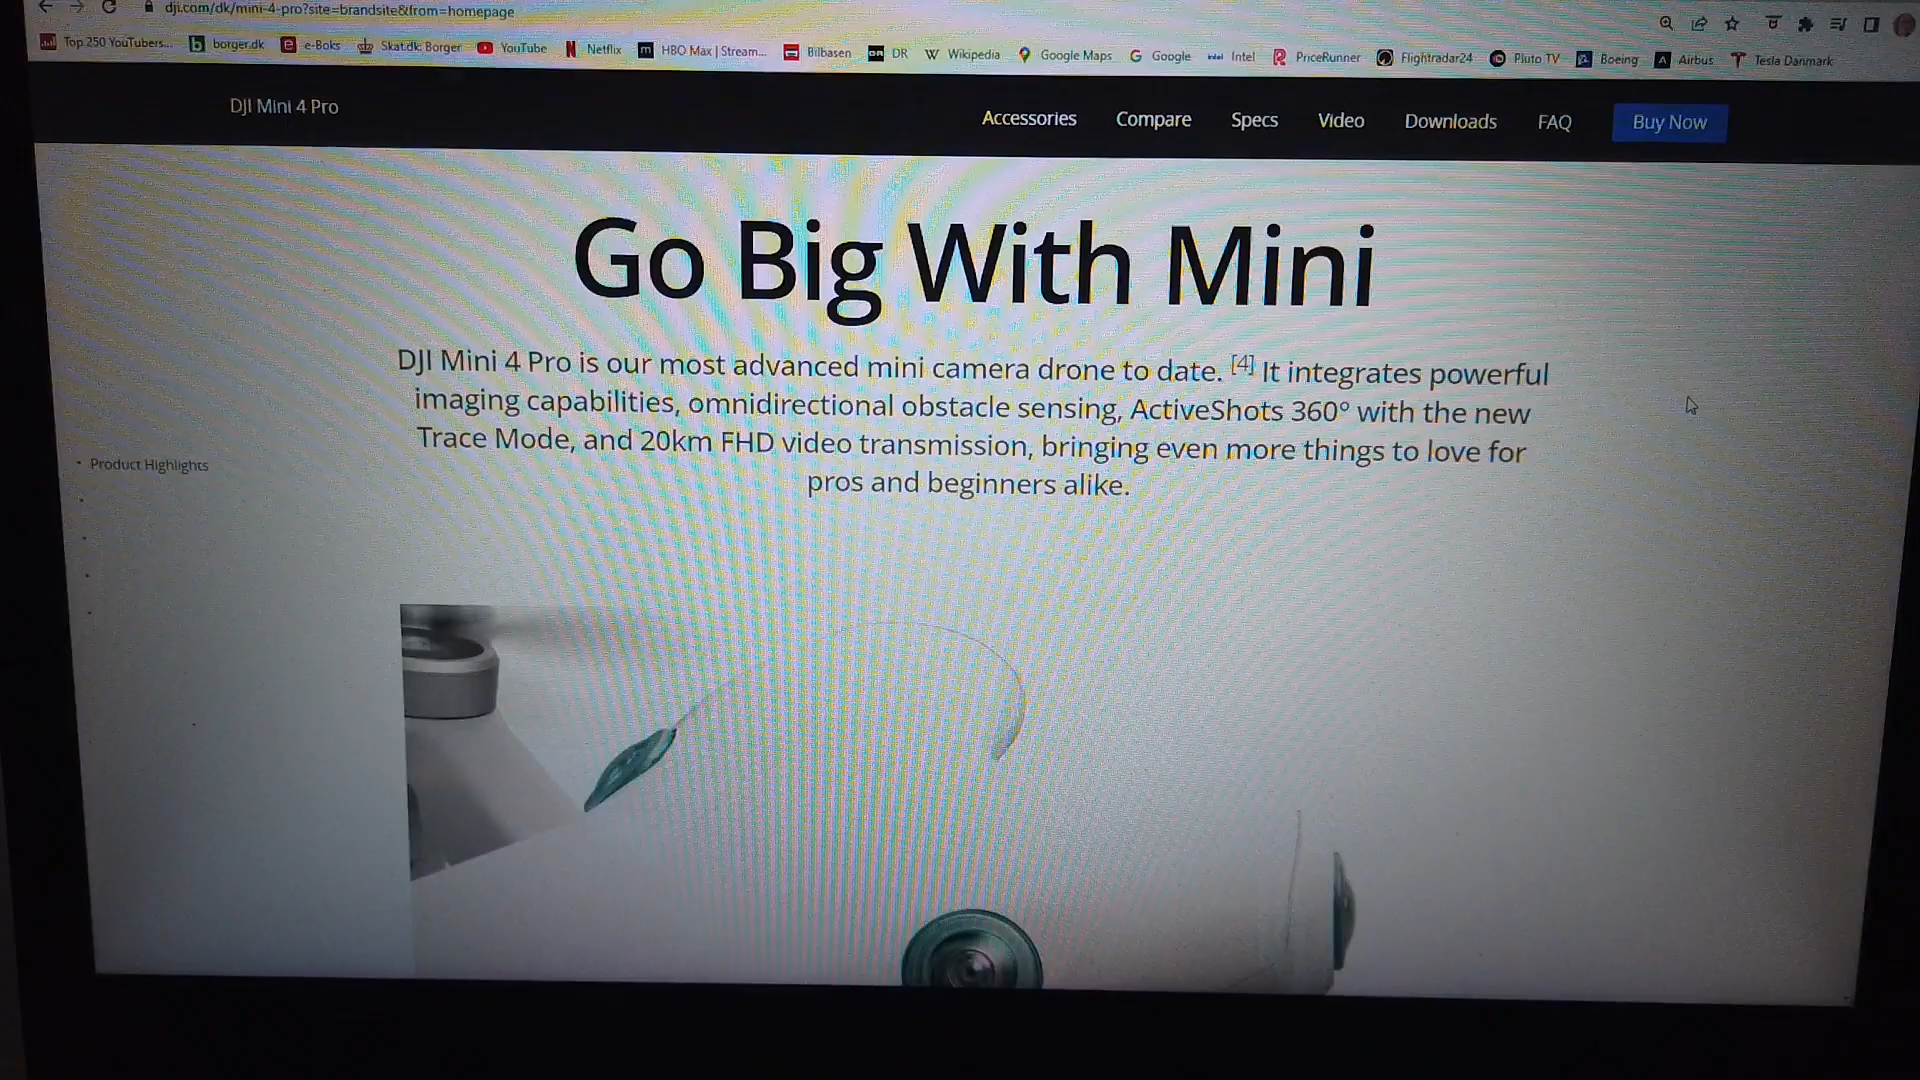 dji.com/dk/mini-4-pro?site=brandsite&from=homepage
Top 250 YouTubers... borger.dk e-Boks Skat.dk: Borger YouTube Netflix HBO Max | Stream... Bilbasen DR Wikipedia Google Maps Google Intel PriceRunner Flightradar24 Pluto TV Boeing Airbus Tesla Danmark
DJI Mini 4 Pro Accessories Compare Specs Video Downloads FAQ Buy Now
Go Big With Mini
DJI Mini 4 Pro is our most advanced mini camera drone to date. [4] It integrates powerful
imaging capabilities, omnidirectional obstacle sensing, ActiveShots 360° with the new
Trace Mode, and 20km FHD video transmission, bringing even more things to love for
pros and beginners alike.
Product Highlights